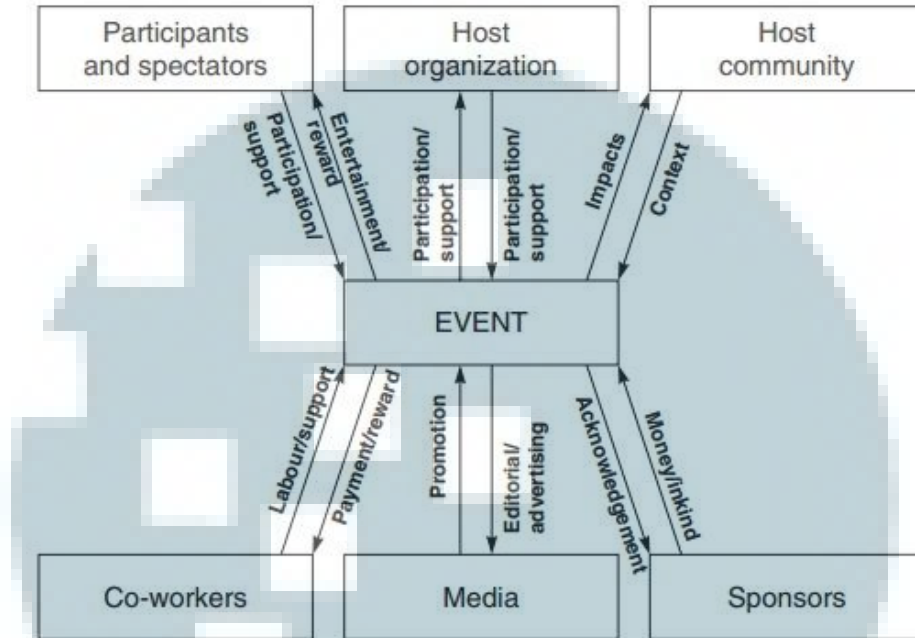 Participants
and spectators
Host
organization
Host
community
Participation/
support
Entertainment/
reward
Participation/
support
Participation/
support
Impacts
Context
EVENT
Labour/support
Payment/reward
Promotion
Editorial/
advertising
Acknowledgement
Money/inkind
Co-workers
Media
Sponsors